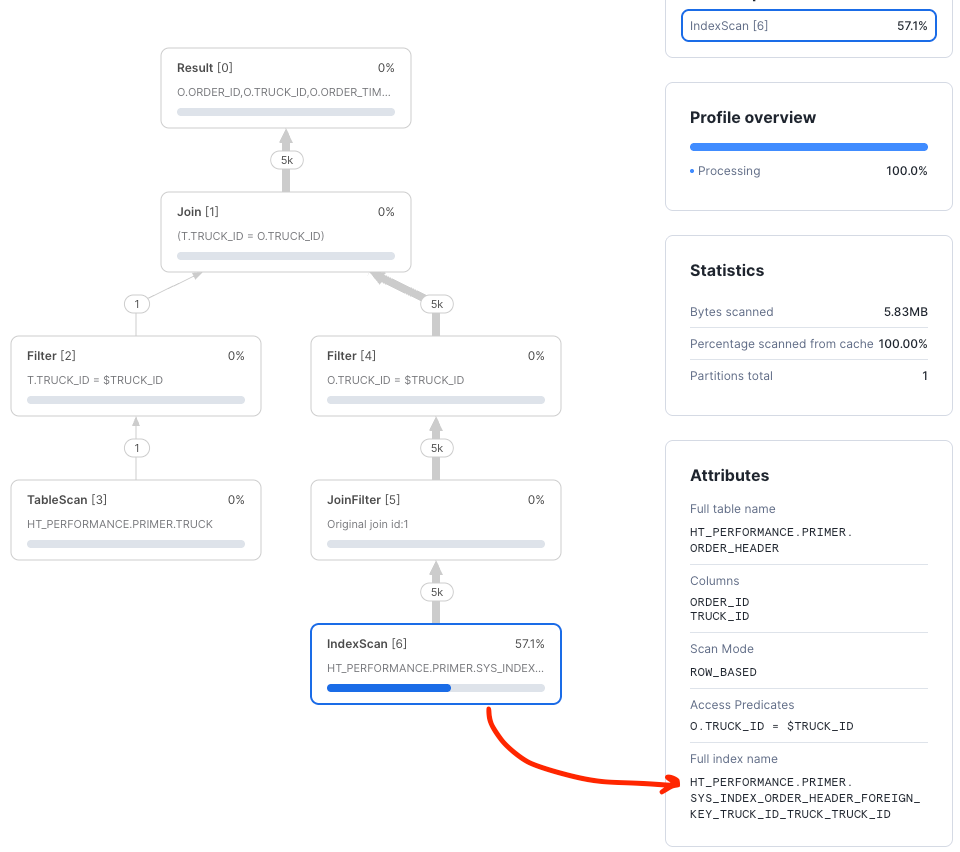 IndexScan [6] 57.1%
Result [0] 0%
O.ORDER_ID,O.TRUCK_ID,O.ORDER_TIM...
5k
Join [1] 0%
(T.TRUCK_ID = O.TRUCK_ID)
1
5k
Filter [2] 0%
T.TRUCK_ID = $TRUCK_ID
Filter [4] 0%
O.TRUCK_ID = $TRUCK_ID
1
5k
TableScan [3] 0%
HT_PERFORMANCE.PRIMER.TRUCK
JoinFilter [5] 0%
Original join id:1
5k
IndexScan [6] 57.1%
HT_PERFORMANCE.PRIMER.SYS_INDEX...
Profile overview
Processing 100.0%
Statistics
Bytes scanned 5.83MB
Percentage scanned from cache 100.00%
Partitions total 1
Attributes
Full table name
HT_PERFORMANCE.PRIMER.
ORDER_HEADER
Columns
ORDER_ID
TRUCK_ID
Scan Mode
ROW_BASED
Access Predicates
O.TRUCK_ID = $TRUCK_ID
Full index name
HT_PERFORMANCE.PRIMER.
SYS_INDEX_ORDER_HEADER_FOREIGN_
KEY_TRUCK_ID_TRUCK_TRUCK_ID